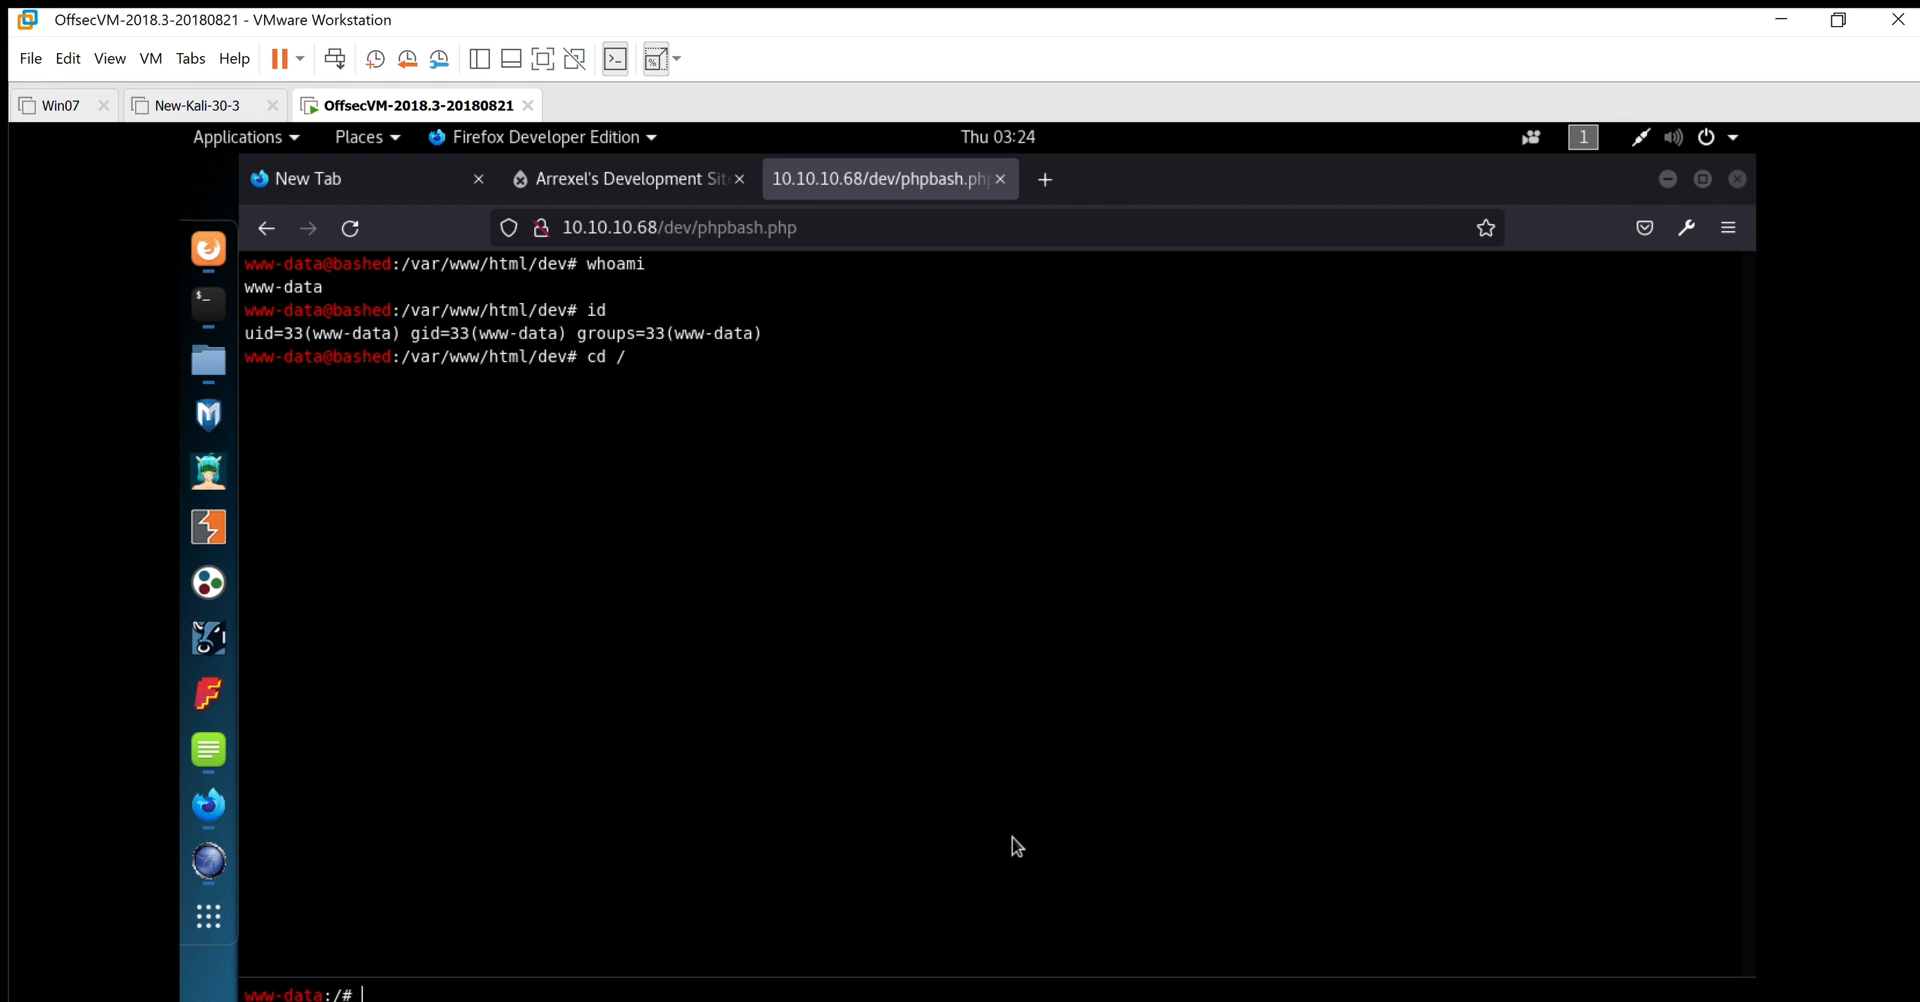 OffsecVM-2018.3-20180821 - VMware Workstation
File Edit View VM Tabs Help
Win07 New-Kali-30-3 OffsecVM-2018.3-20180821
Applications Places Firefox Developer Edition Thu 03:24 1
New Tab Arrexel's Development Sit 10.10.10.68/dev/phpbash.ph
10.10.10.68/dev/phpbash.php
www-data@bashed:/var/www/html/dev# whoami
www-data
www-data@bashed:/var/www/html/dev# id
uid=33(www-data) gid=33(www-data) groups=33(www-data)
www-data@bashed:/var/www/html/dev# cd /
www-data:/#